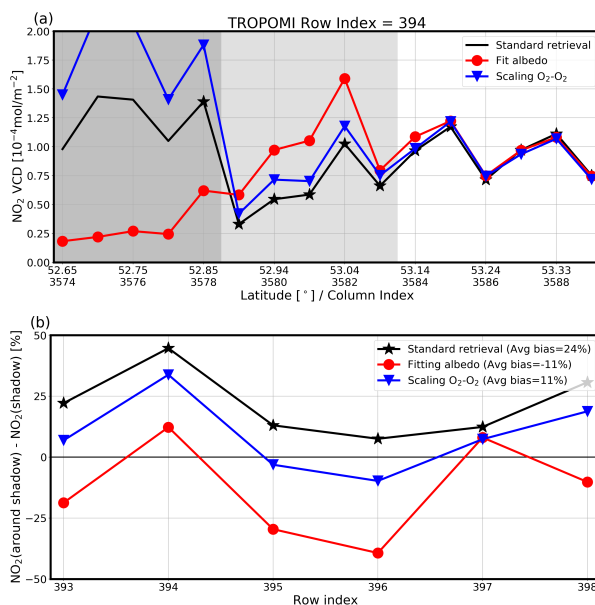 (a)
TROPOMI Row Index = 394
NO₂ VCD [10⁻⁴mol/m⁻²]
2.00
1.75
1.50
1.25
1.00
0.75
0.50
0.25
0.00
Standard retrieval
Fit albedo
Scaling O₂-O₂
52.65 52.75 52.85 52.94 53.04 53.14 53.24 53.33
3574 3576 3578 3580 3582 3584 3586 3588
Latitude [°] / Column Index
(b)
NO₂(around shadow) - NO₂(shadow) [%]
50
25
0
−25
−50
Standard retrieval (Avg bias=24%)
Fitting albedo (Avg bias=-11%)
Scaling O₂-O₂ (Avg bias=11%)
393 394 395 396 397 398
Row index